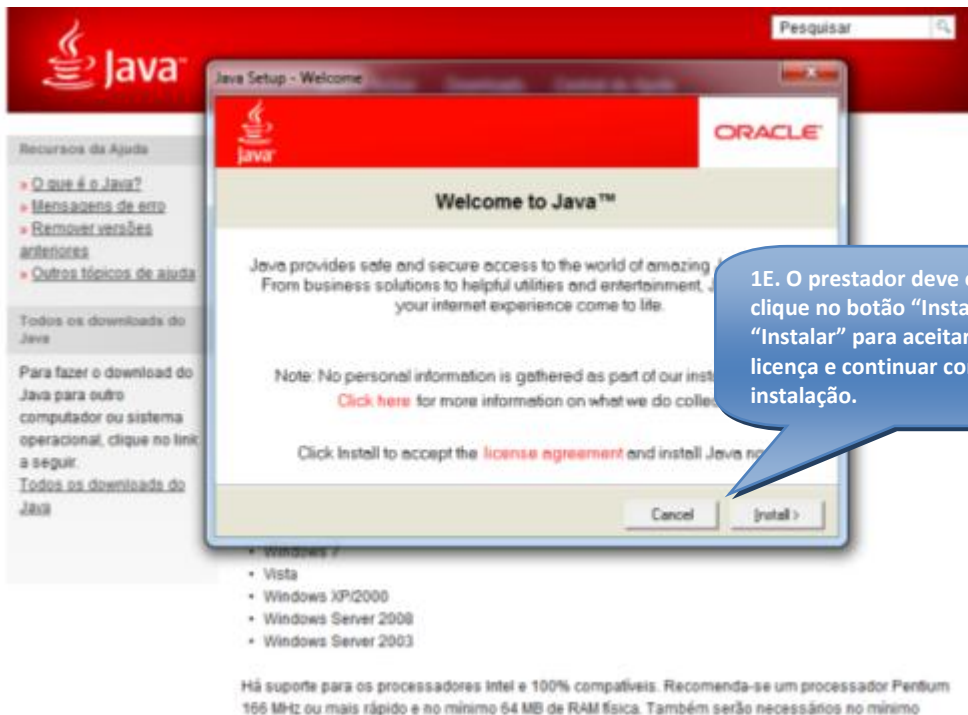 Pesquisar
Java
Java Setup - Welcome
Java
ORACLE
Recursos da Ajuda
» O que é o Java?
» Mensagens de erro
» Remover versões
anteriores
» Outros tópicos de ajuda
Todos os downloads do
Java
Para fazer o download do
Java para outro
computador ou sistema
operacional, clique no link
a seguir.
Todos os downloads do
Java
Welcome to Java™
Java provides safe and secure access to the world of amazing
From business solutions to helpful utilities and entertainment,
your internet experience come to life.
Note: No personal information is gathered as part of our
Click here for more information on what we do
Click Install to accept the license agreement and install Java
Cancel
Install >
1E. O prestador deve
clique no botão “Insta
“Instalar” para aceitar
licença e continuar
instalação.
• Windows 7
• Vista
• Windows XP/2000
• Windows Server 2008
• Windows Server 2003
Há suporte para os processadores Intel e 100% compatíveis. Recomenda-se um processador Pentium
166 MHz ou mais rápido e no mínimo 64 MB de RAM física. Também serão necessários no mínimo